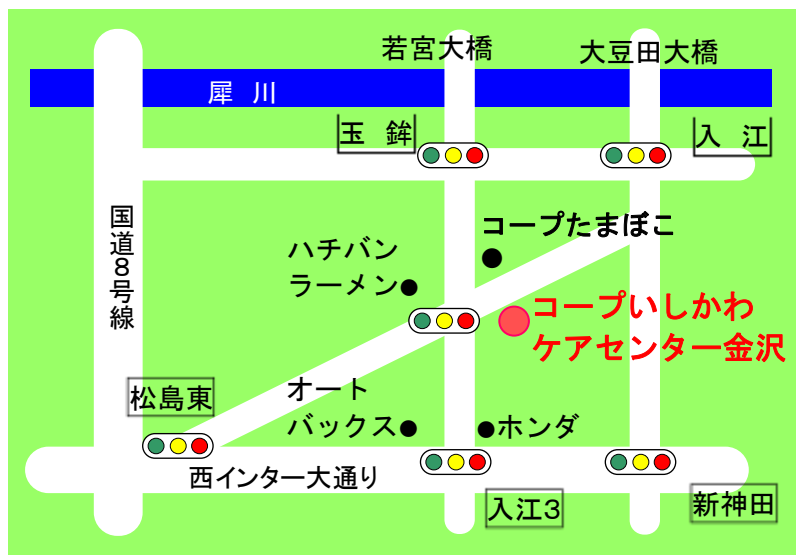 若宮大橋
大豆田大橋
犀川
玉鉾
入江
国道8号線
コープたまぼこ
ハチバン
ラーメン
コープいしかわ
ケアセンター金沢
松島東
オート
バックス
ホンダ
西インター大通り
入江3
新神田